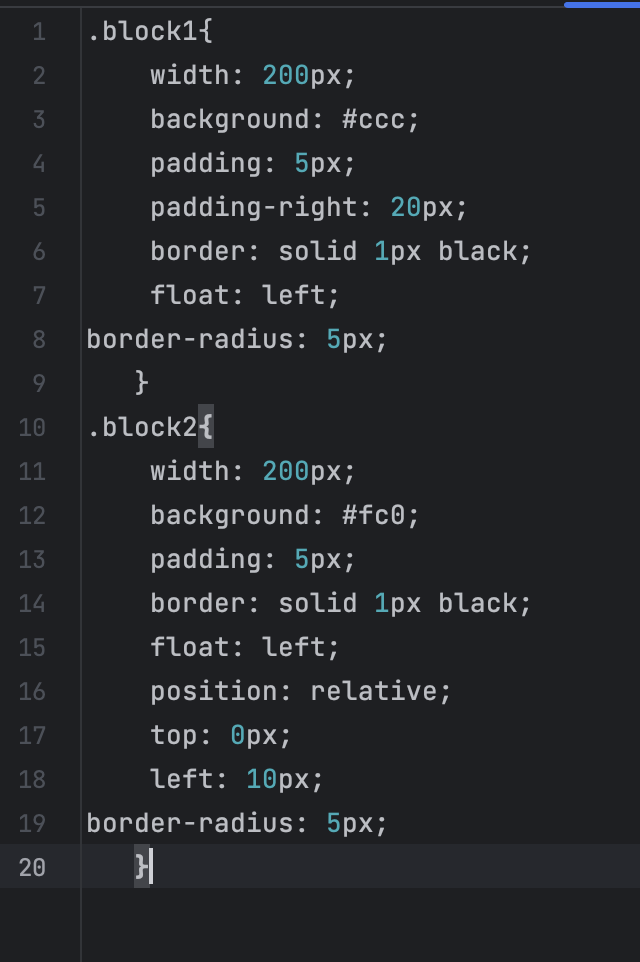 1 .block1{
2 width: 200px;
3 background: #ccc;
4 padding: 5px;
5 padding-right: 20px;
6 border: solid 1px black;
7 float: left;
8 border-radius: 5px;
9 }
10 .block2{
11 width: 200px;
12 background: #fc0;
13 padding: 5px;
14 border: solid 1px black;
15 float: left;
16 position: relative;
17 top: 0px;
18 left: 10px;
19 border-radius: 5px;
20 }